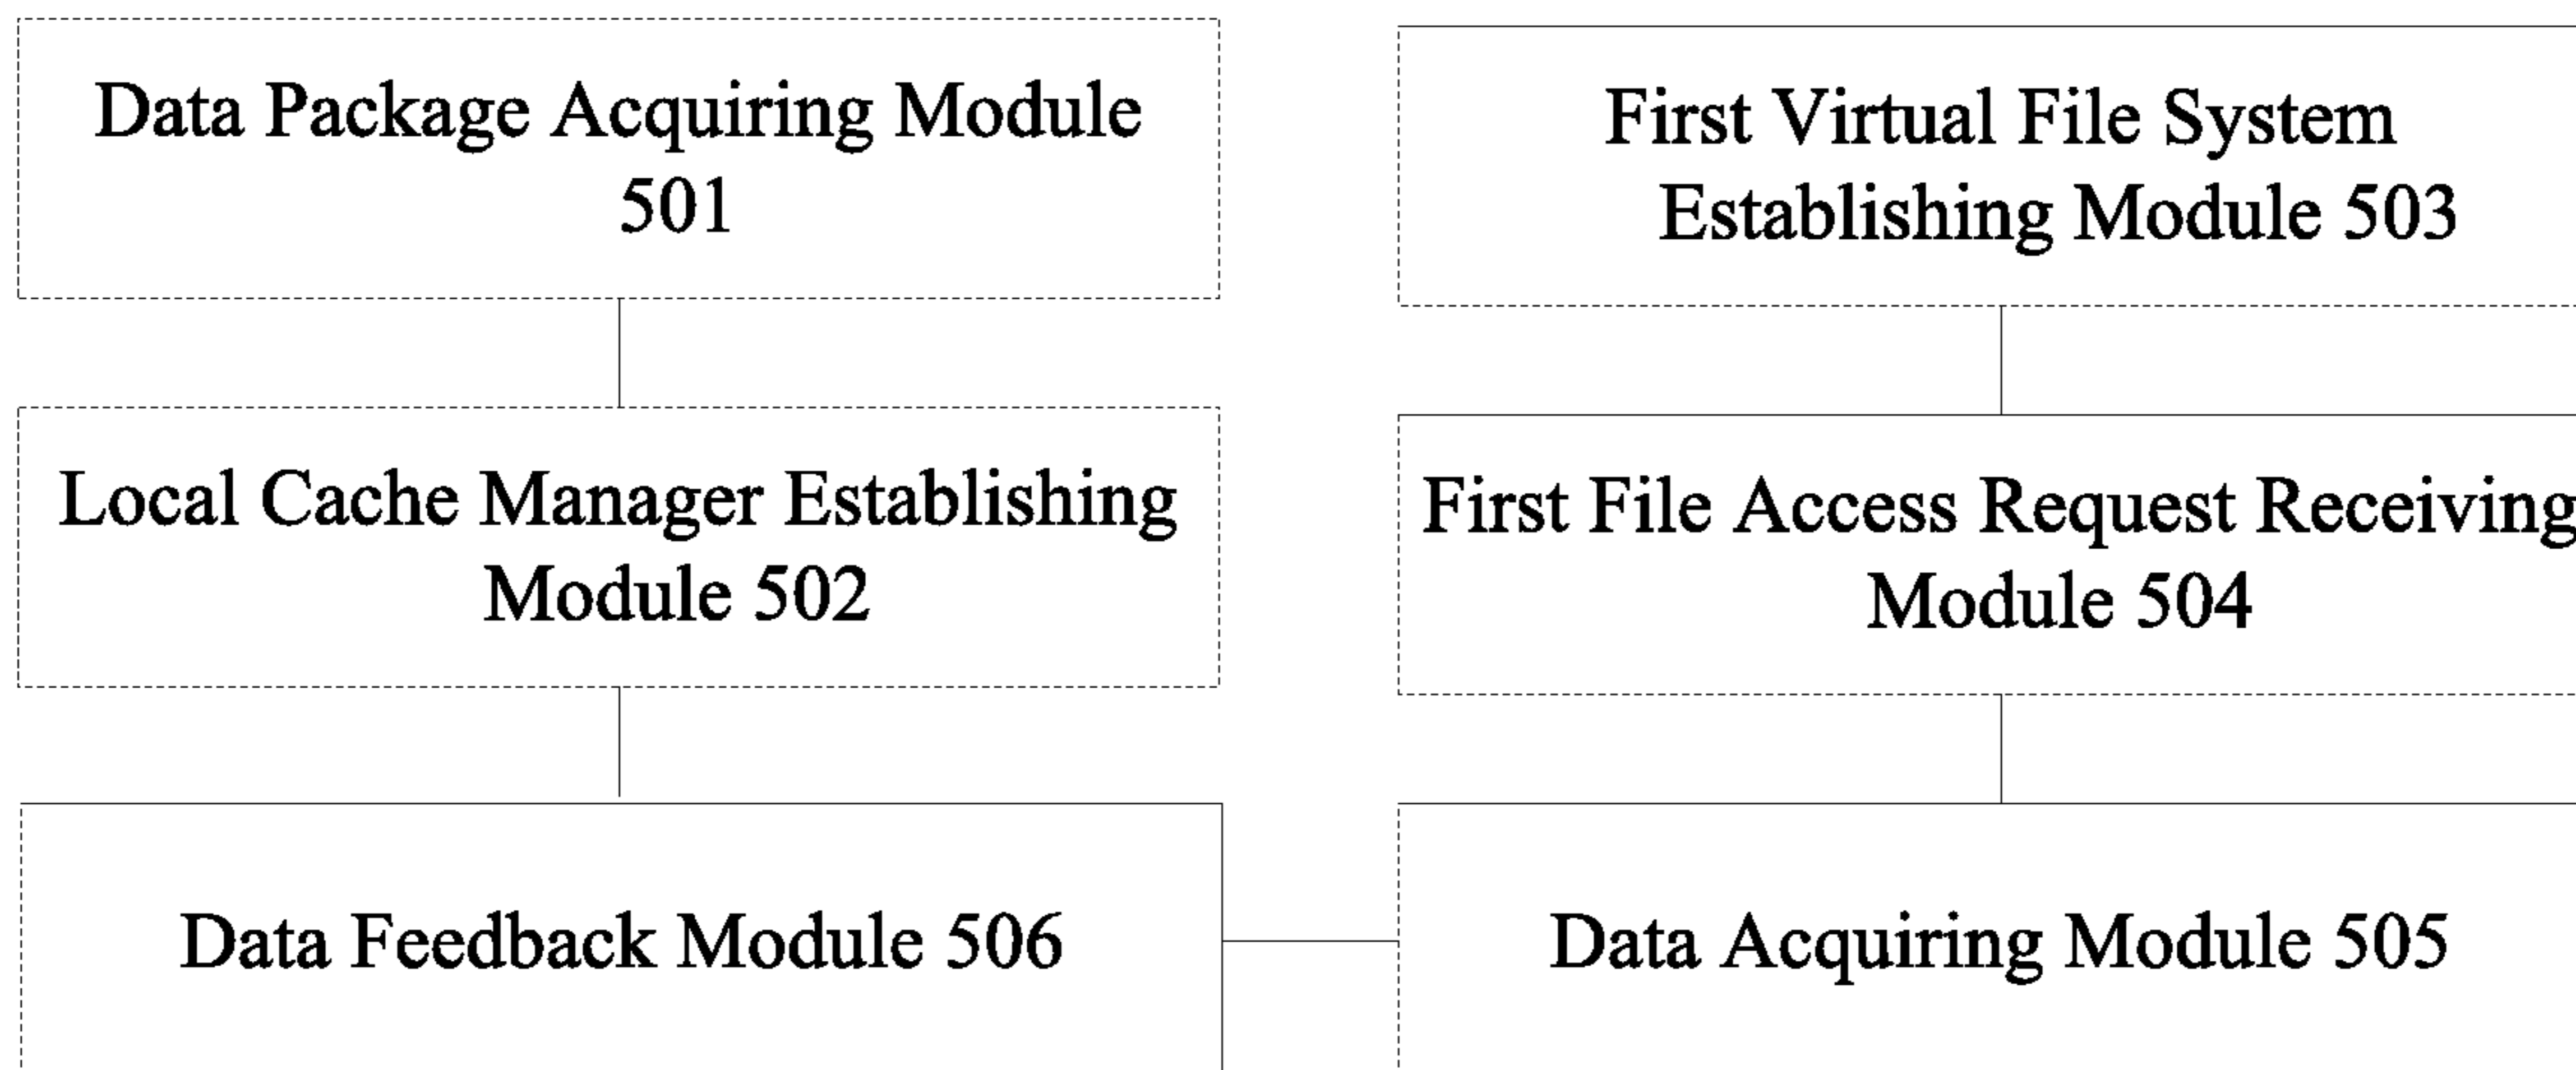 Data Package Acquiring Module
501
First Virtual File System
Establishing Module 503
Local Cache Manager Establishing
Module 502
First File Access Request Receiving
Module 504
Data Feedback Module 506
Data Acquiring Module 505